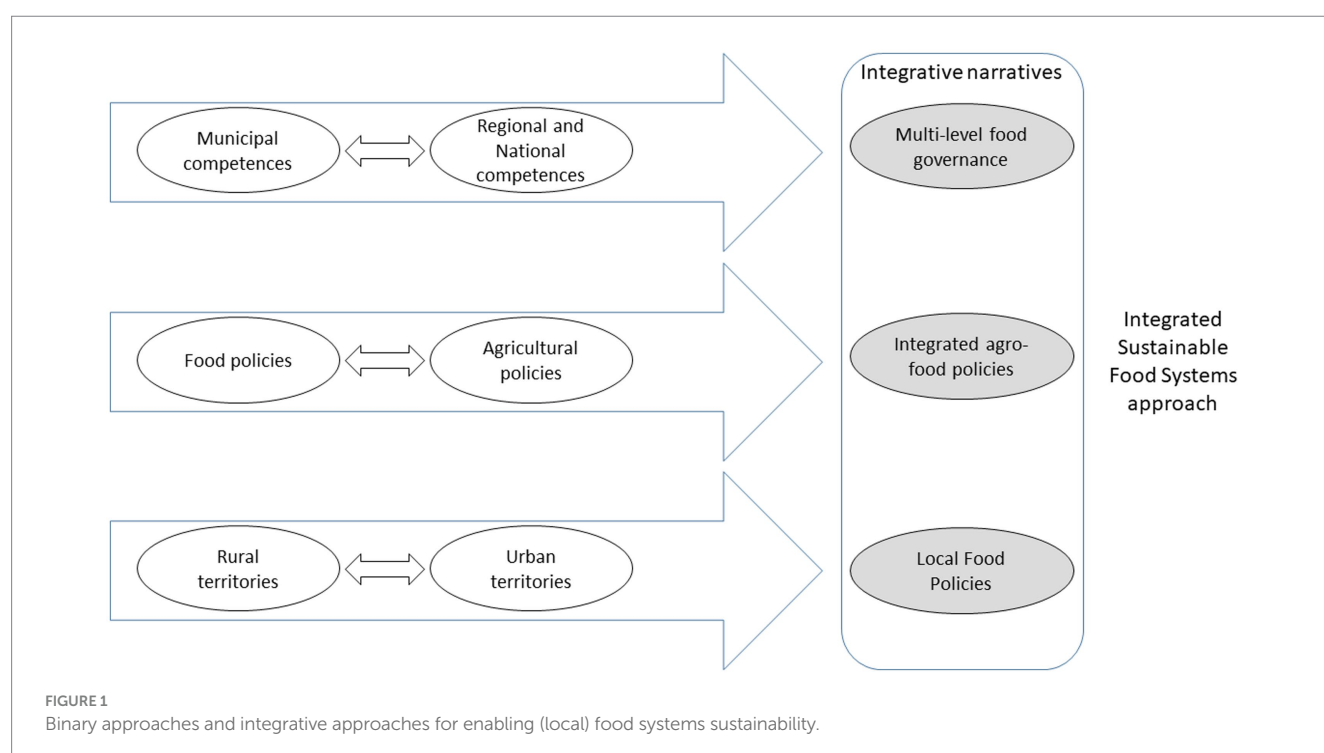 Integrative narratives
Municipal
competences
Regional and
National
competences
Multi-level food
governance
Food policies
Agricultural
policies
Integrated agro-
food policies
Rural
territories
Urban
territories
Local Food
Policies
Integrated
Sustainable
Food Systems
approach
FIGURE 1
Binary approaches and integrative approaches for enabling (local) food systems sustainability.